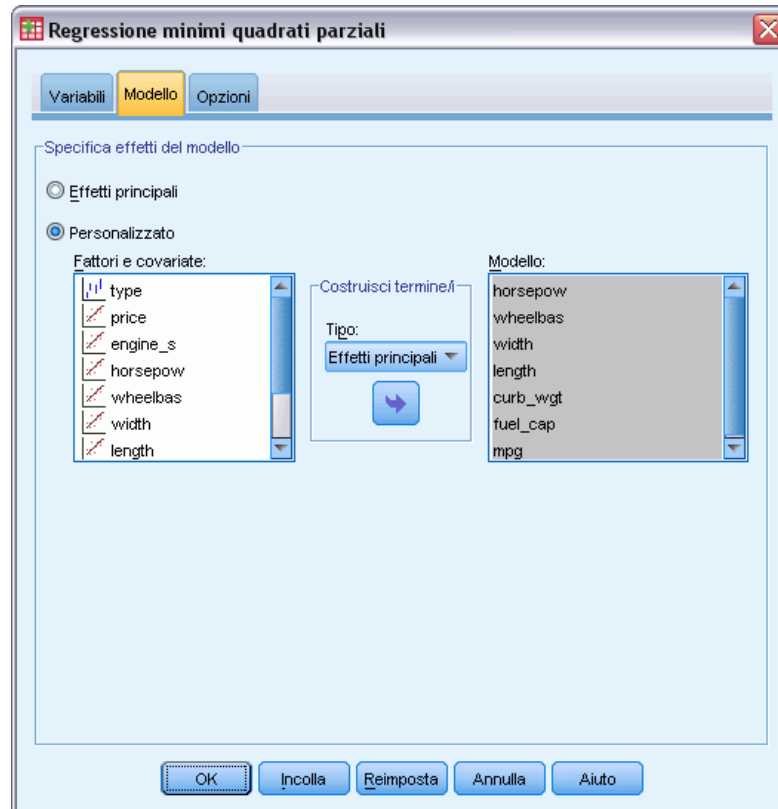 Regressione minimi quadrati parziali
Variabili Modello Opzioni
Specifica effetti del modello
Effetti principali
Personalizzato
Fattori e covariate:
type
price
engine_s
horsepow
wheelbas
width
length
Costruisci termine/i
Tipo:
Effetti principali
Modello:
horsepow
wheelbas
width
length
curb_wgt
fuel_cap
mpg
OK Incolla Reimposta Annulla Aiuto